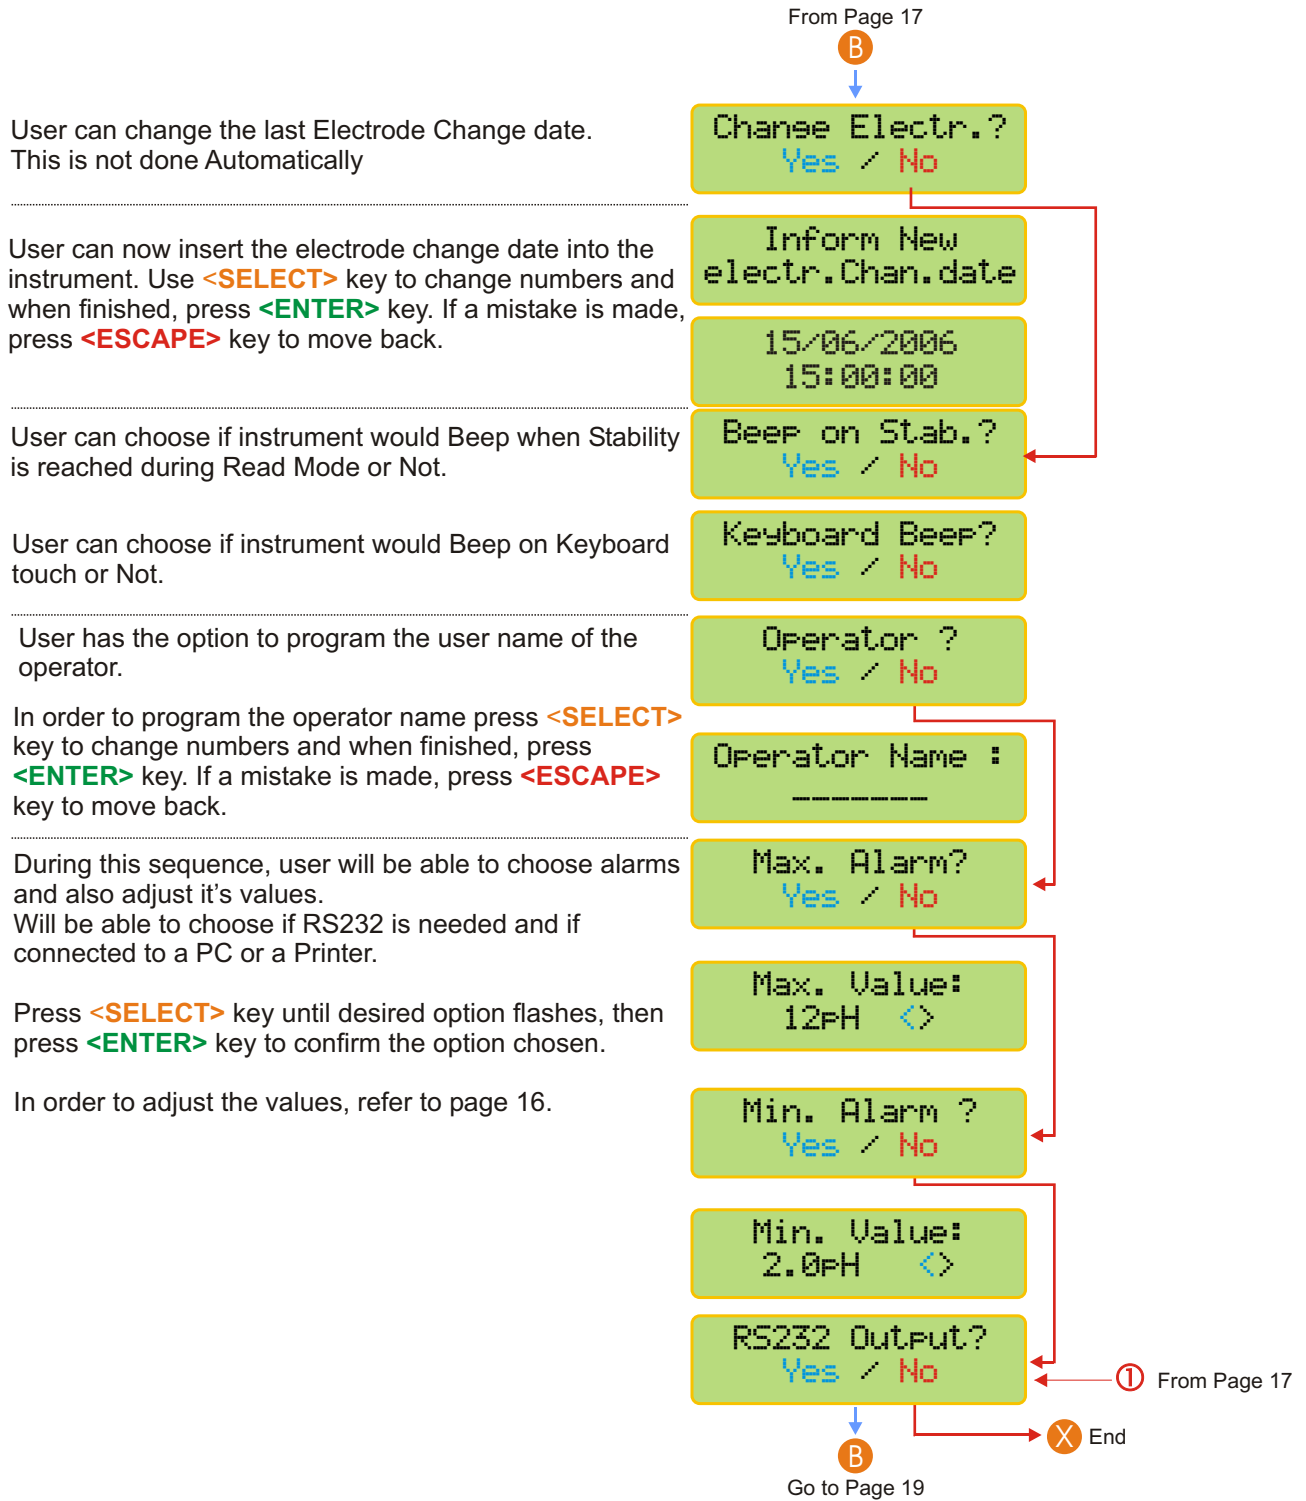 From Page 17
B
User can change the last Electrode Change date.
This is not done Automatically
Change Electr.?
Yes / No
User can now insert the electrode change date into the
instrument. Use <SELECT> key to change numbers and
when finished, press <ENTER> key. If a mistake is made,
press <ESCAPE> key to move back.
Inform New
electr.Chan.date
15/06/2006
15:00:00
User can choose if instrument would Beep when Stability
is reached during Read Mode or Not.
Beep on Stab.?
Yes / No
User can choose if instrument would Beep on Keyboard
touch or Not.
Keyboard Beep?
Yes / No
User has the option to program the user name of the
operator.
Operator ?
Yes / No
In order to program the operator name press <SELECT>
key to change numbers and when finished, press
<ENTER> key. If a mistake is made, press <ESCAPE>
key to move back.
Operator Name :
_______
During this sequence, user will be able to choose alarms
and also adjust it's values.
Will be able to choose if RS232 is needed and if
connected to a PC or a Printer.
Max. Alarm?
Yes / No
Press <SELECT> key until desired option flashes, then
press <ENTER> key to confirm the option chosen.
Max. Value:
12pH <>
In order to adjust the values, refer to page 16.
Min. Alarm ?
Yes / No
Min. Value:
2.0pH <>
RS232 Output?
Yes / No
1 From Page 17
X End
B
Go to Page 19